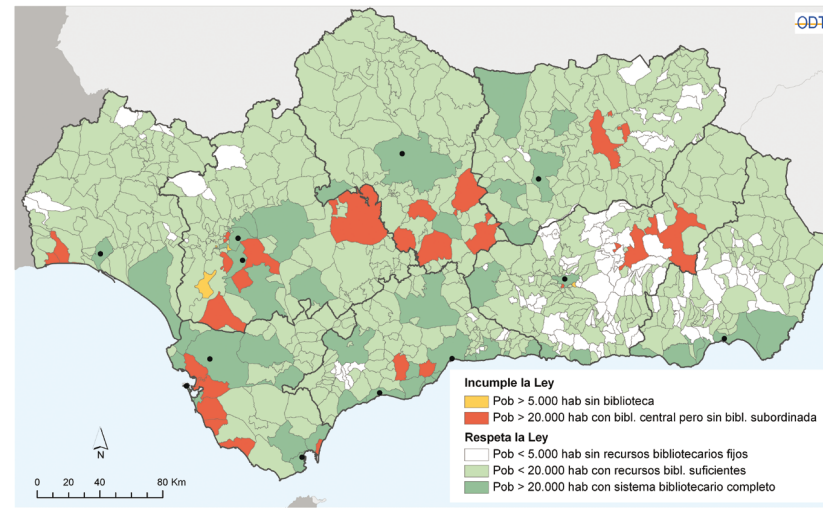 ODT
Incumple la Ley
Pob > 5.000 hab sin biblioteca
Pob > 20.000 hab con bibl. central pero sin bibl. subordinada
Respeta la Ley
Pob < 5.000 hab sin recursos bibliotecarios fijos
Pob < 20.000 hab con recursos bibl. suficientes
Pob > 20.000 hab con sistema bibliotecario completo
N
0 20 40 80 Km